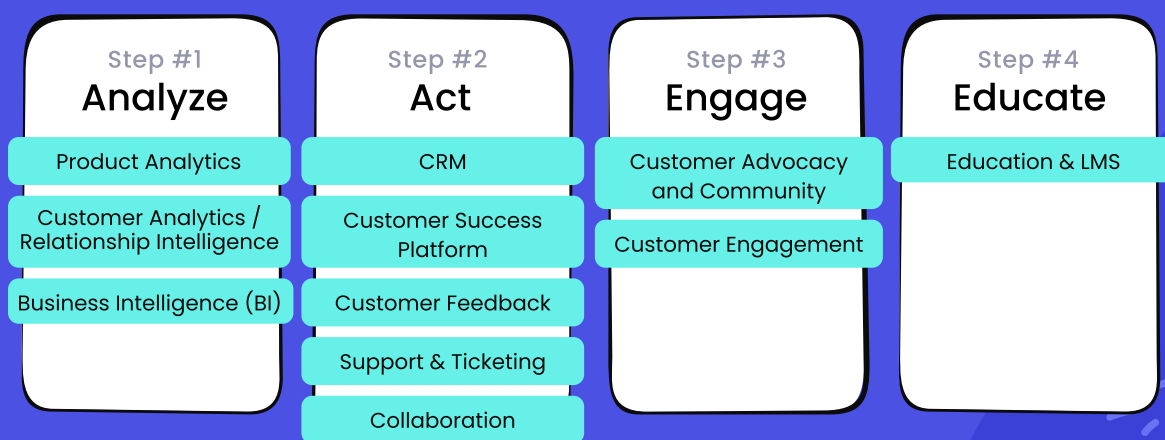 Step #1
Analyze
Product Analytics
Customer Analytics /
Relationship Intelligence
Business Intelligence (BI)
Step #2
Act
CRM
Customer Success
Platform
Customer Feedback
Support & Ticketing
Collaboration
Step #3
Engage
Customer Advocacy
and Community
Customer Engagement
Step #4
Educate
Education & LMS